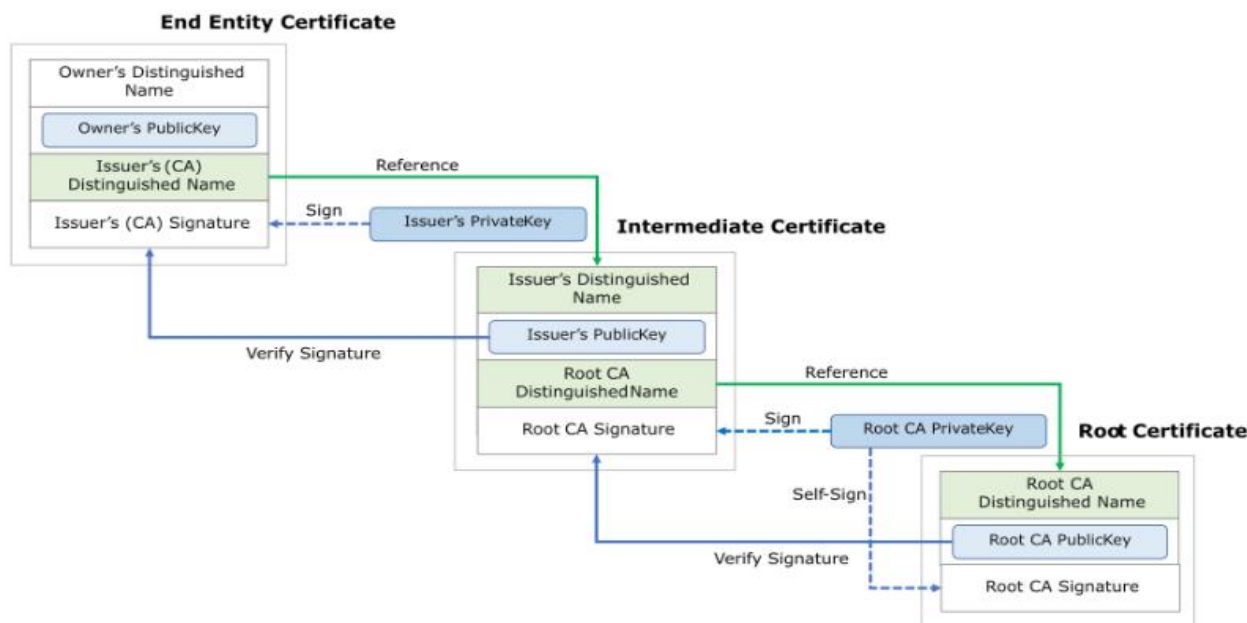 End Entity Certificate
Owner's Distinguished
Name
Owner's PublicKey
Issuer's (CA)
Distinguished Name
Issuer's (CA) Signature
Reference
Sign
Issuer's PrivateKey
Verify Signature
Intermediate Certificate
Issuer's Distinguished
Name
Issuer's PublicKey
Root CA
DistinguishedName
Root CA Signature
Reference
Sign
Root CA PrivateKey
Self-Sign
Verify Signature
Root Certificate
Root CA
Distinguished Name
Root CA PublicKey
Root CA Signature